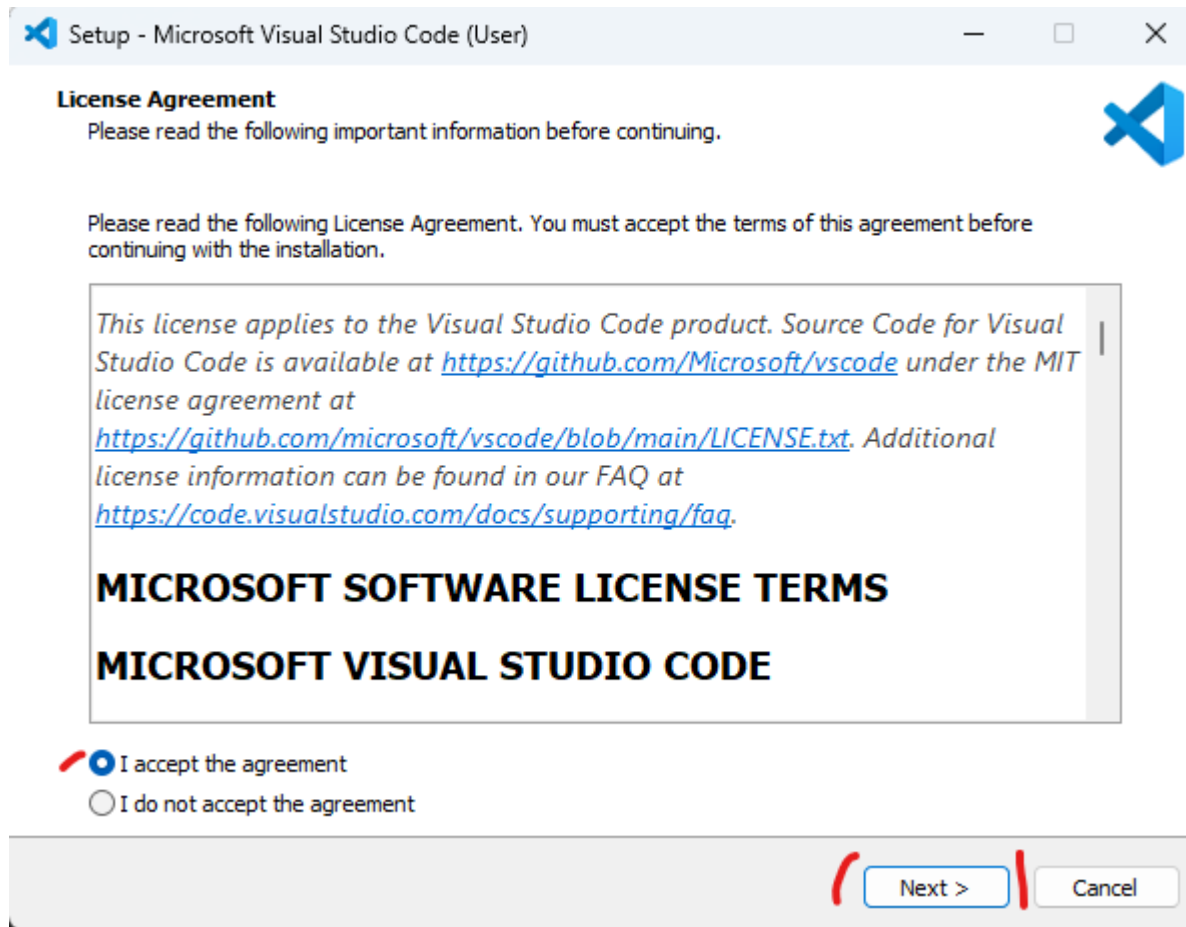 Setup - Microsoft Visual Studio Code (User)
License Agreement
Please read the following important information before continuing.
Please read the following License Agreement. You must accept the terms of this agreement before
continuing with the installation.
This license applies to the Visual Studio Code product. Source Code for Visual
Studio Code is available at https://github.com/Microsoft/vscode under the MIT
license agreement at
https://github.com/microsoft/vscode/blob/main/LICENSE.txt. Additional
license information can be found in our FAQ at
https://code.visualstudio.com/docs/supporting/faq.
MICROSOFT SOFTWARE LICENSE TERMS
MICROSOFT VISUAL STUDIO CODE
I accept the agreement
I do not accept the agreement
Next >
Cancel